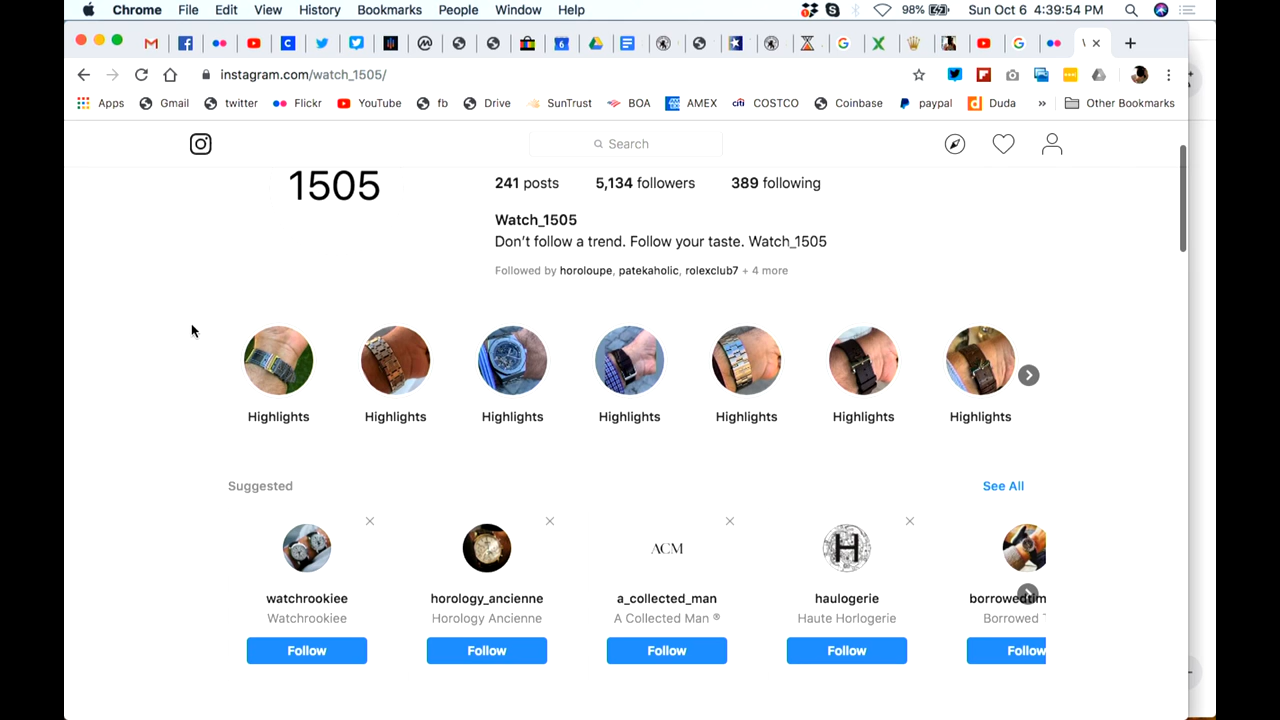 Chrome File Edit View History Bookmarks People Window Help 98% Sun Oct 6 4:39:54 PM
instagram.com/watch_1505/
Apps Gmail twitter Flickr YouTube fb Drive SunTrust BOA AMEX COSTCO Coinbase paypal Duda » Other Bookmarks
Search
1505 241 posts 5,134 followers 389 following
Watch_1505
Don’t follow a trend. Follow your taste. Watch_1505
Followed by horoloupe, patekaholic, rolexclub7 + 4 more
Highlights Highlights Highlights Highlights Highlights Highlights Highlights
Suggested See All
ACM H
watchrookiee horology_ancienne a_collected_man haulogerie borrowedtim
Watchrookiee Horology Ancienne A Collected Man ® Haute Horlogerie Borrowed T
Follow Follow Follow Follow Follow